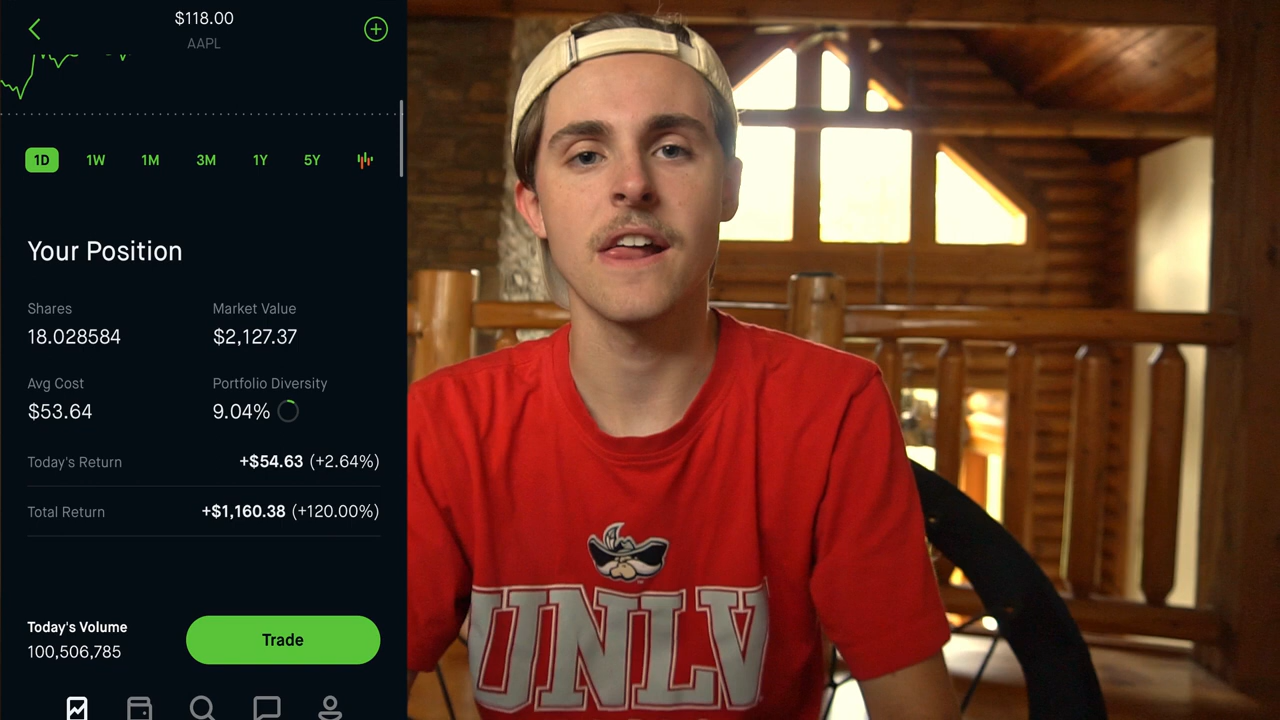 $118.00
AAPL
1D 1W 1M 3M 1Y 5Y
Your Position
Shares Market Value
18.028584 $2,127.37
Avg Cost Portfolio Diversity
$53.64 9.04%
Today's Return +$54.63 (+2.64%)
Total Return +$1,160.38 (+120.00%)
Today's Volume
100,506,785
Trade
UNLV